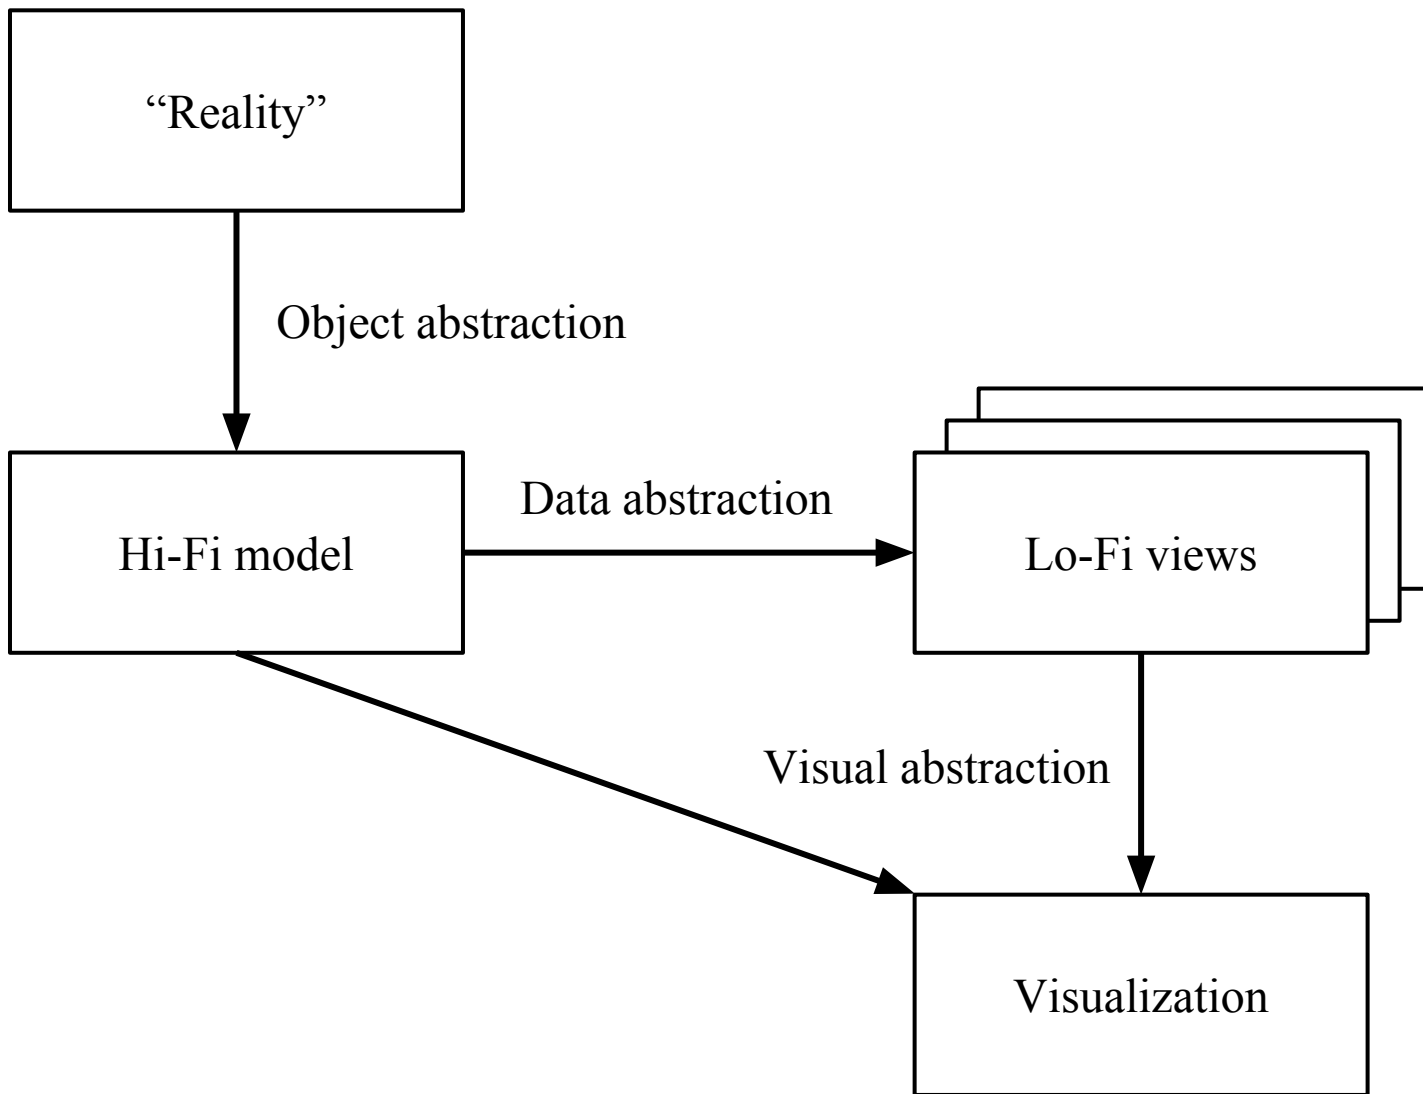 “Reality”
Object abstraction
Data abstraction
Hi-Fi model
Lo-Fi views
Visual abstraction
Visualization